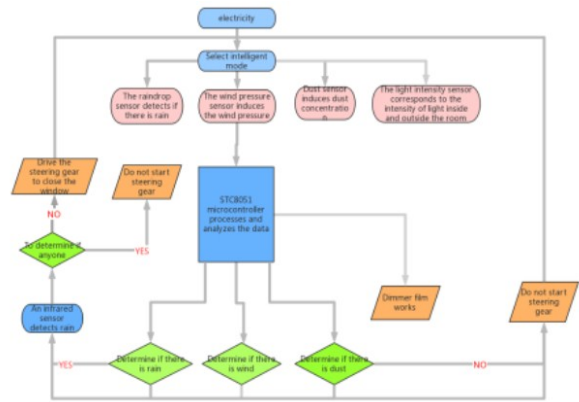 electricity
Select intelligent
mode
The raindrop
sensor detects if
there is rain
The wind pressure
sensor induces
the wind pressure
Dust sensor
induces dust
concentratio
n
The light intensity sensor
corresponds to the
intensity of light inside
and outside the room
Drive the
steering gear
to close the
window
Do not start
steering
gear
STC8051
microcontroller
processes and
analyzes the data
NO
To determine if
anyone
YES
Dimmer film
works
Do not start
steering
gear
An infrared
sensor
detects rain
YES
Determine if there
is rain
Determine if there
is wind
Determine if there
is dust
NO